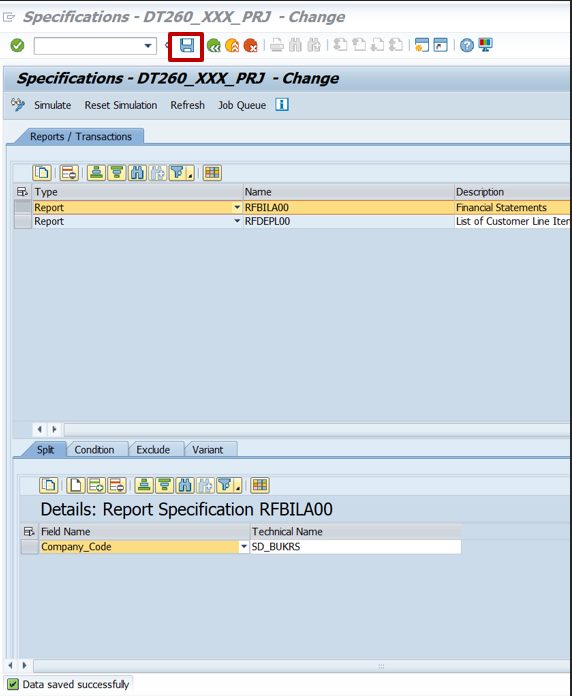 Specifications - DT260_XXX_PRJ - Change
Specifications - DT260_XXX_PRJ - Change
Simulate Reset Simulation Refresh Job Queue
Reports / Transactions
Type Name Description
Report RFBILA00 Financial Statements
Report RFDEPL00 List of Customer Line Iten
Split Condition Exclude Variant
Details: Report Specification RFBILA00
Field Name Technical Name
Company_Code SD_BUKRS
Data saved successfully